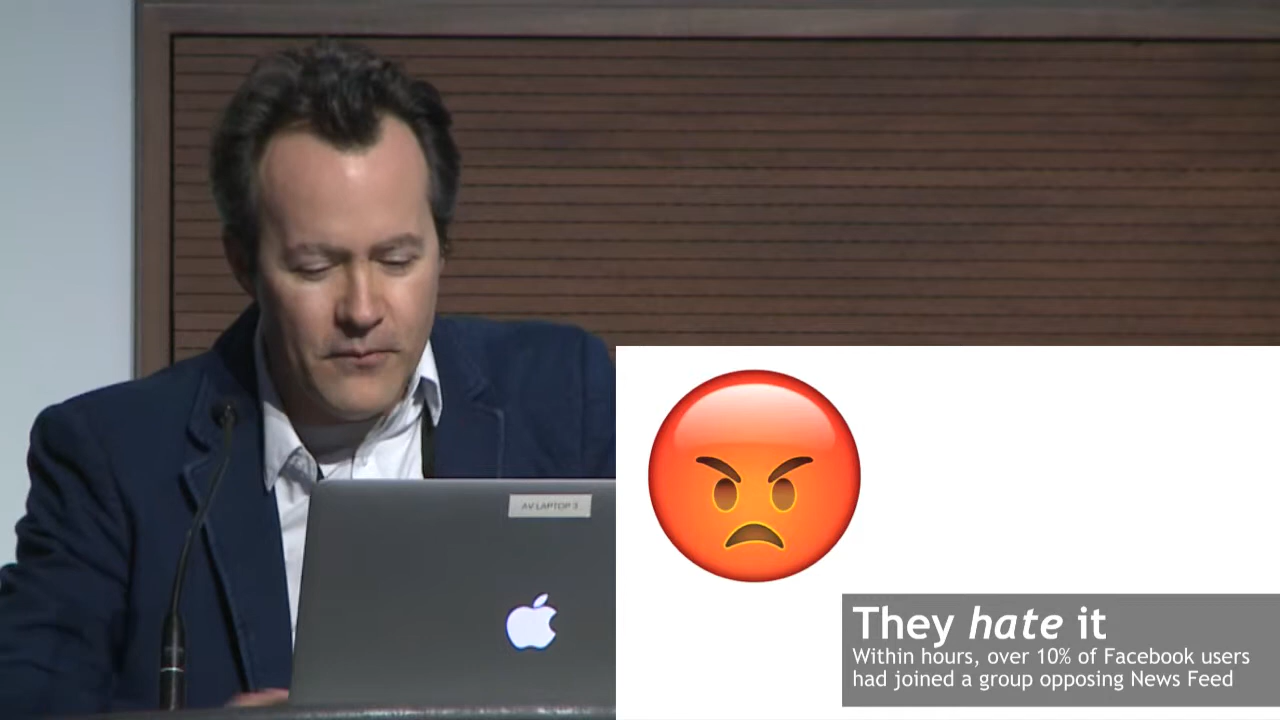 AV LAPTOP 3
They hate it
Within hours, over 10% of Facebook users
had joined a group opposing News Feed